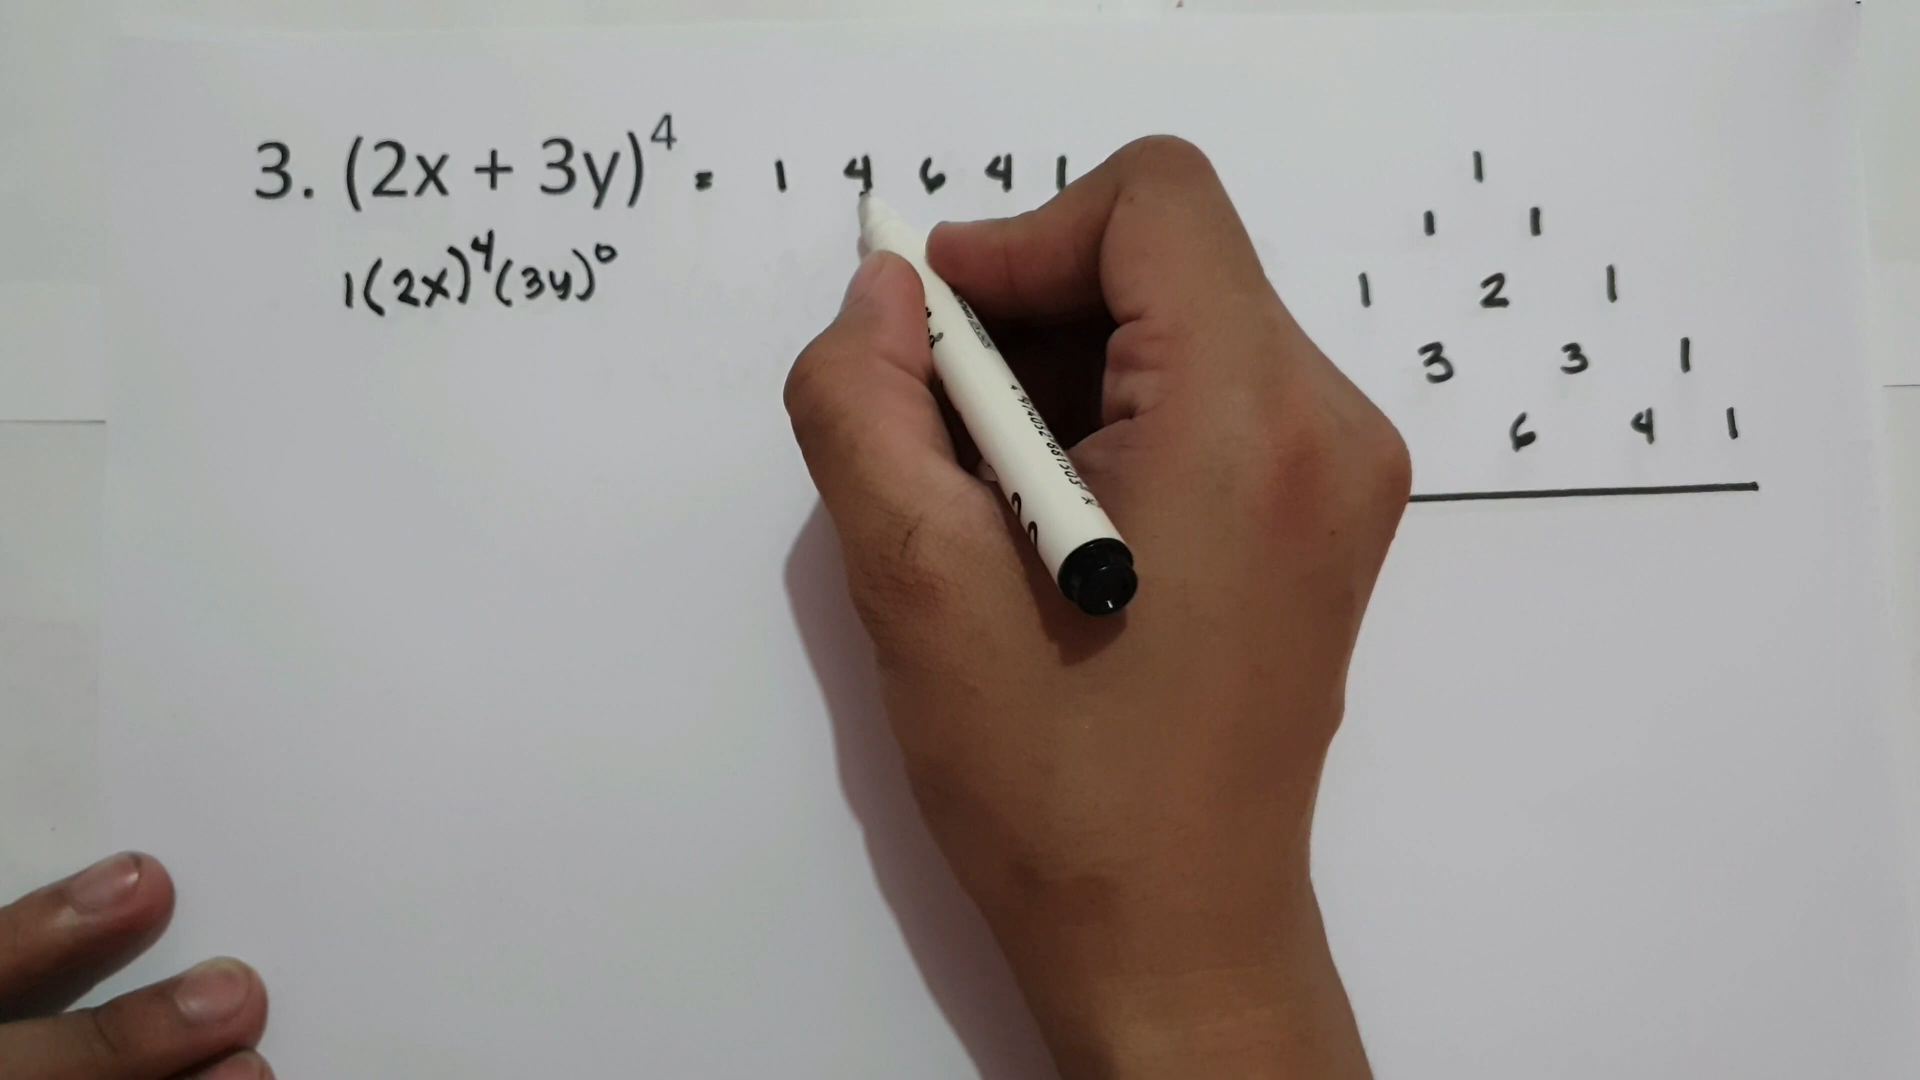 3. (2x + 3y)⁴ = 1 4 6 4 1
1(2x)⁴(3y)⁰
1
1 1
1 2 1
3 3 1
6 4 1